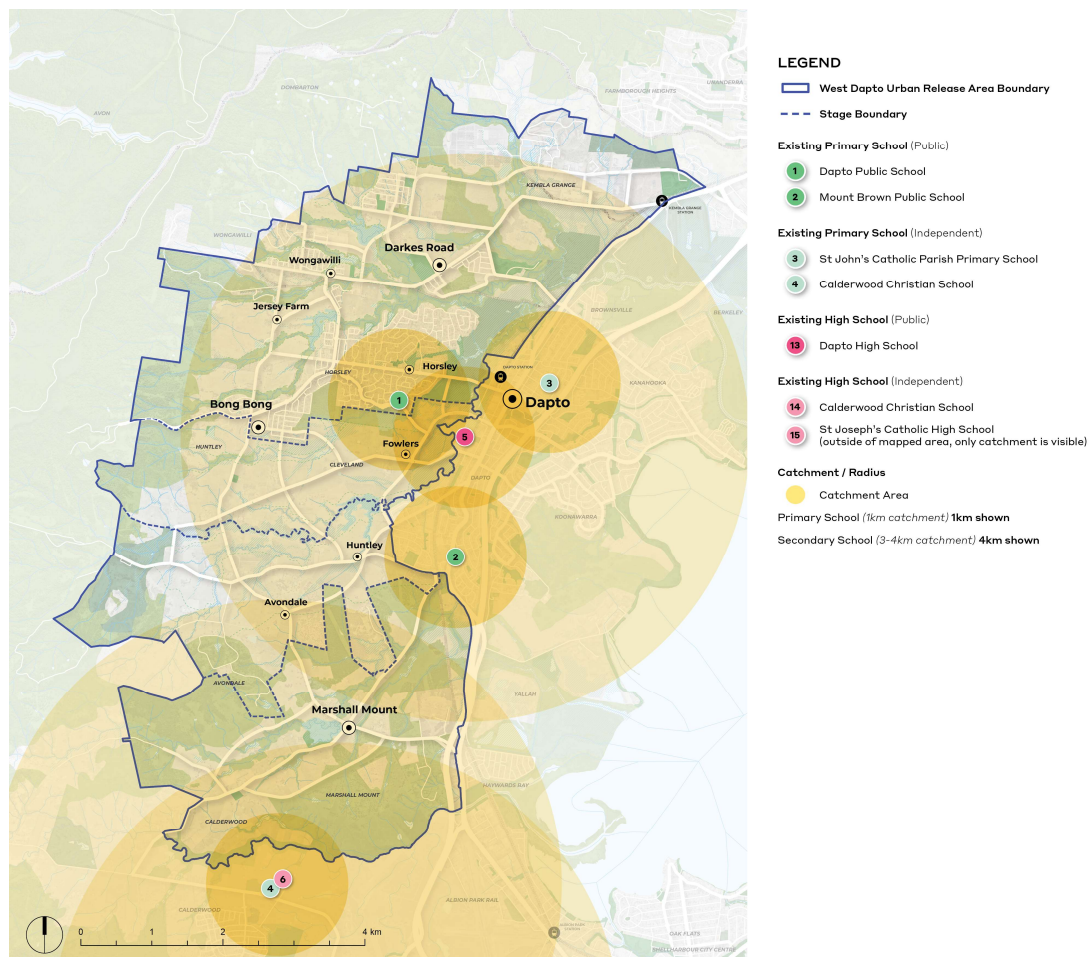 LEGEND
West Dapto Urban Release Area Boundary
Stage Boundary
Existing Primary School (Public)
1 Dapto Public School
2 Mount Brown Public School
Existing Primary School (Independent)
3 St John's Catholic Parish Primary School
4 Calderwood Christian School
Existing High School (Public)
13 Dapto High School
Existing High School (Independent)
14 Calderwood Christian School
15 St Joseph's Catholic High School
(outside of mapped area, only catchment is visible)
Catchment / Radius
Catchment Area
Primary School (1km catchment) 1km shown
Secondary School (3-4km catchment) 4km shown
UNANDERRA
DOMBARTON
FARMBOROUGH HEIGHTS
AVON
KEMBLA GRANGE
KEMBLA GRANGE
STATION
WONGAWILLI
Darkes Road
Wongawilli
Jersey Farm
BROWNSVILLE
BERKELEY
DAPTO STATION
Horsley
HORSLEY
3
KANAHOOKA
1
Dapto
Bong Bong
5
HUNTLEY
Fowlers
CLEVELAND
DAPTO
KOONAWARRA
Huntley
2
Avondale
AVONDALE
YALLAH
Marshall Mount
HAYWARDS BAY
MARSHALL MOUNT
CALDERWOOD
6
4
CALDERWOOD
ALBION PARK RAIL
OAK FLATS
SHELLHARBOUR CITY CENTRE
0 1 2 4 km